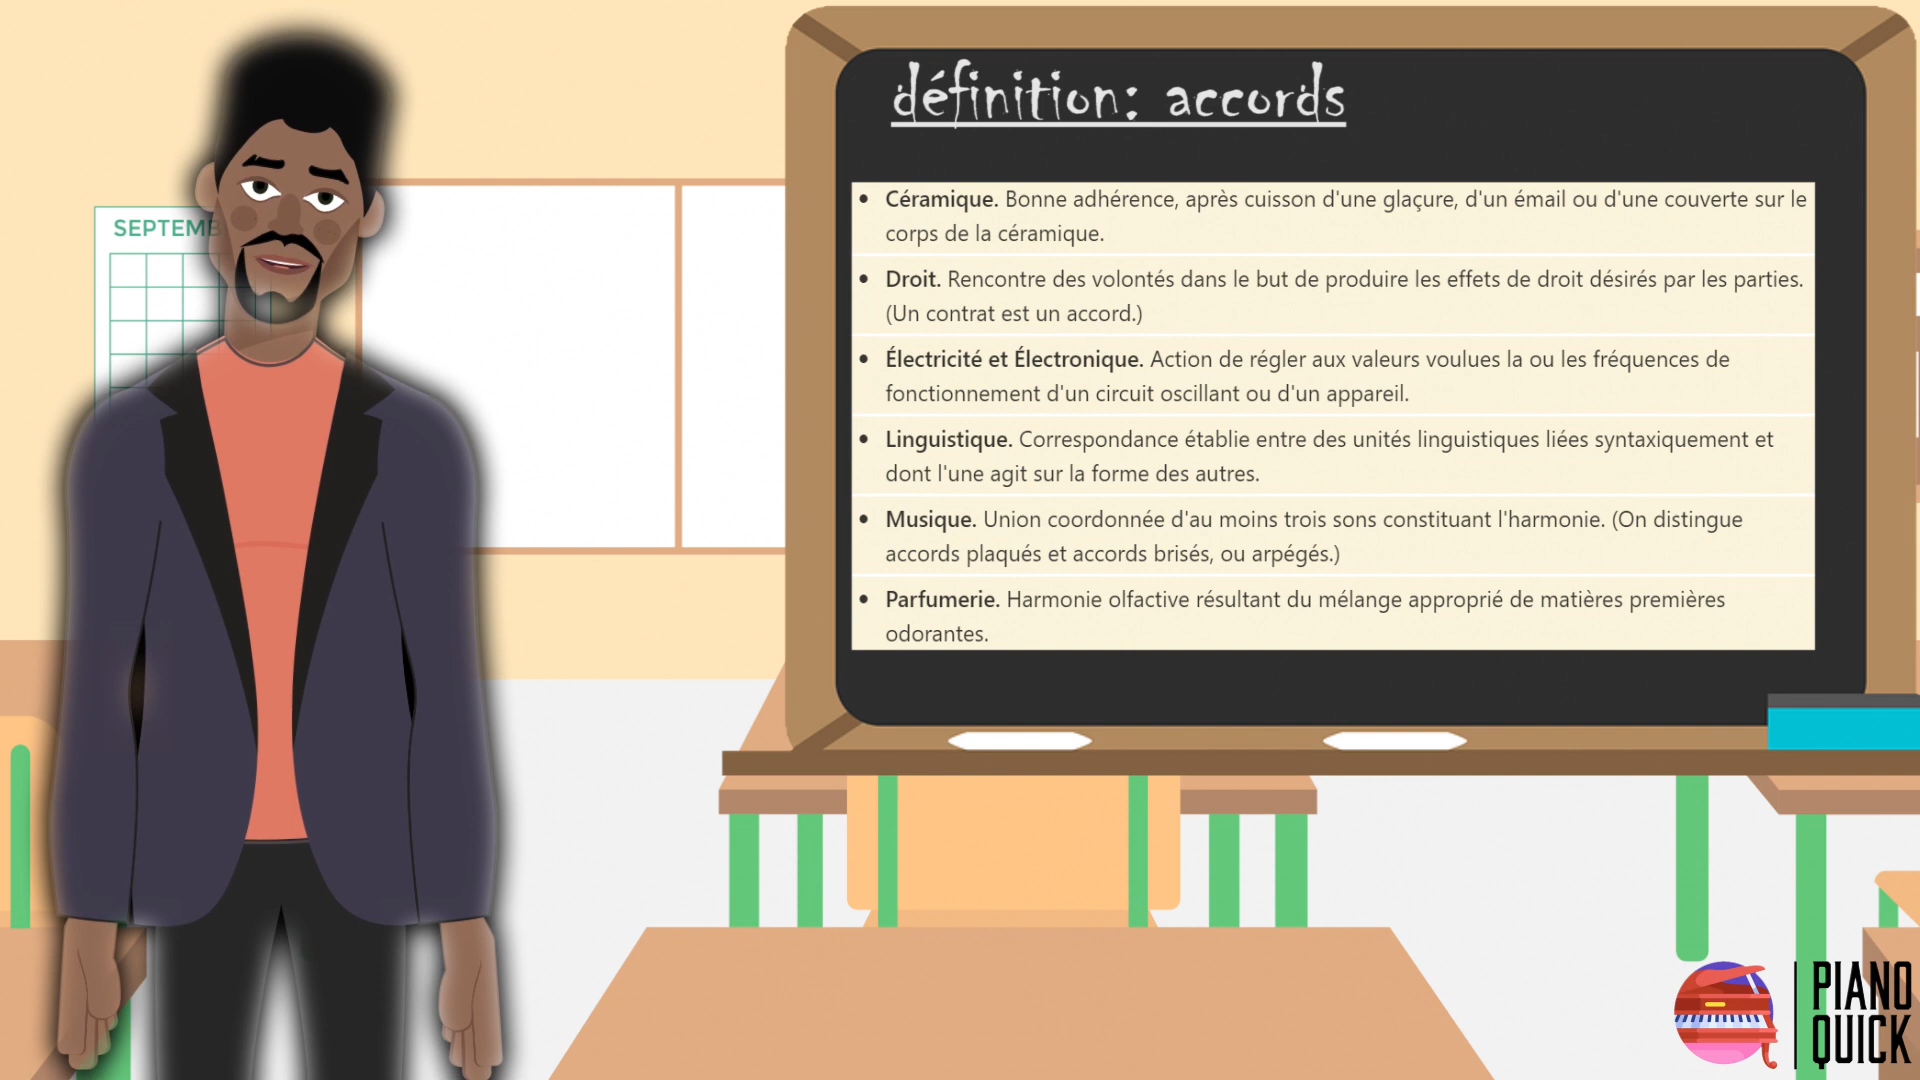 définition: accords
SEPTEMB
• Céramique. Bonne adhérence, après cuisson d'une glaçure, d'un émail ou d'une couverte sur le
corps de la céramique.
• Droit. Rencontre des volontés dans le but de produire les effets de droit désirés par les parties.
(Un contrat est un accord.)
• Électricité et Électronique. Action de régler aux valeurs voulues la ou les fréquences de
fonctionnement d'un circuit oscillant ou d'un appareil.
• Linguistique. Correspondance établie entre des unités linguistiques liées syntaxiquement et
dont l'une agit sur la forme des autres.
• Musique. Union coordonnée d'au moins trois sons constituant l'harmonie. (On distingue
accords plaqués et accords brisés, ou arpégés.)
• Parfumerie. Harmonie olfactive résultant du mélange approprié de matières premières
odorantes.
PIANO
QUICK